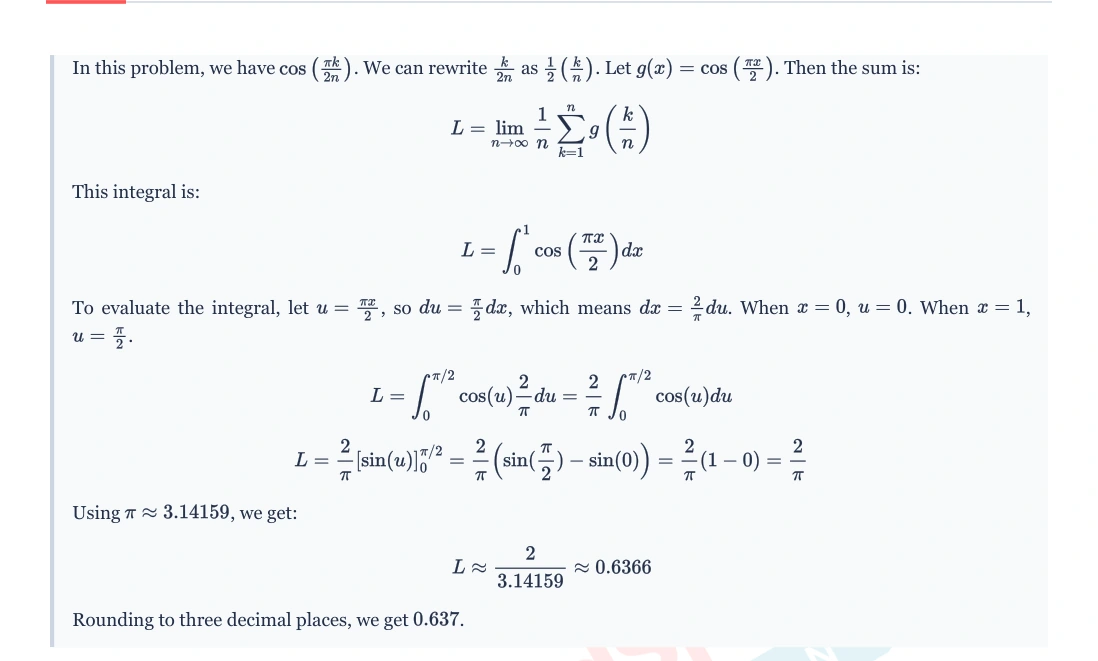 In this problem, we have cos (πk/2n). We can rewrite k/2n as 1/2 (k/n). Let g(x) = cos (πx/2). Then the sum is:
L = lim_{n→∞} 1/n ∑_{k=1}^{n} g(k/n)
This integral is:
L = ∫_0^1 cos (πx/2) dx
To evaluate the integral, let u = πx/2, so du = π/2 dx, which means dx = 2/π du. When x = 0, u = 0. When x = 1,
u = π/2.
L = ∫_0^{π/2} cos(u) 2/π du = 2/π ∫_0^{π/2} cos(u)du
L = 2/π [sin(u)]_0^{π/2} = 2/π (sin(π/2) − sin(0)) = 2/π (1 − 0) = 2/π
Using π ≈ 3.14159, we get:
L ≈ 2/3.14159 ≈ 0.6366
Rounding to three decimal places, we get 0.637.